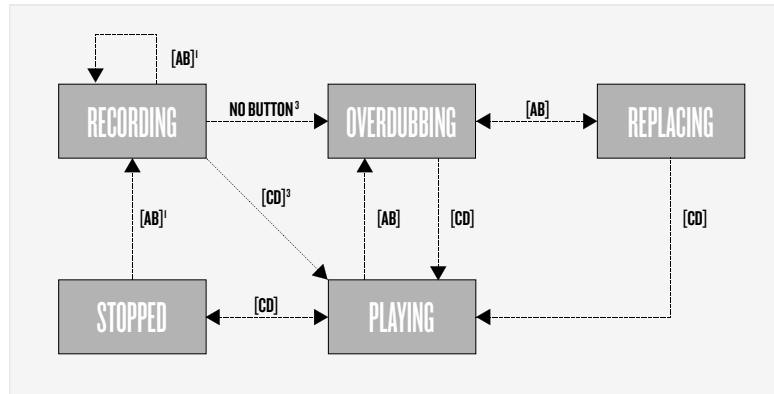 [AB]¹
RECORDING
NO BUTTON³
OVERDUBBING
[AB]
REPLACING
[AB]¹
[CD]³
[AB]
[CD]
[CD]
STOPPED
[CD]
PLAYING